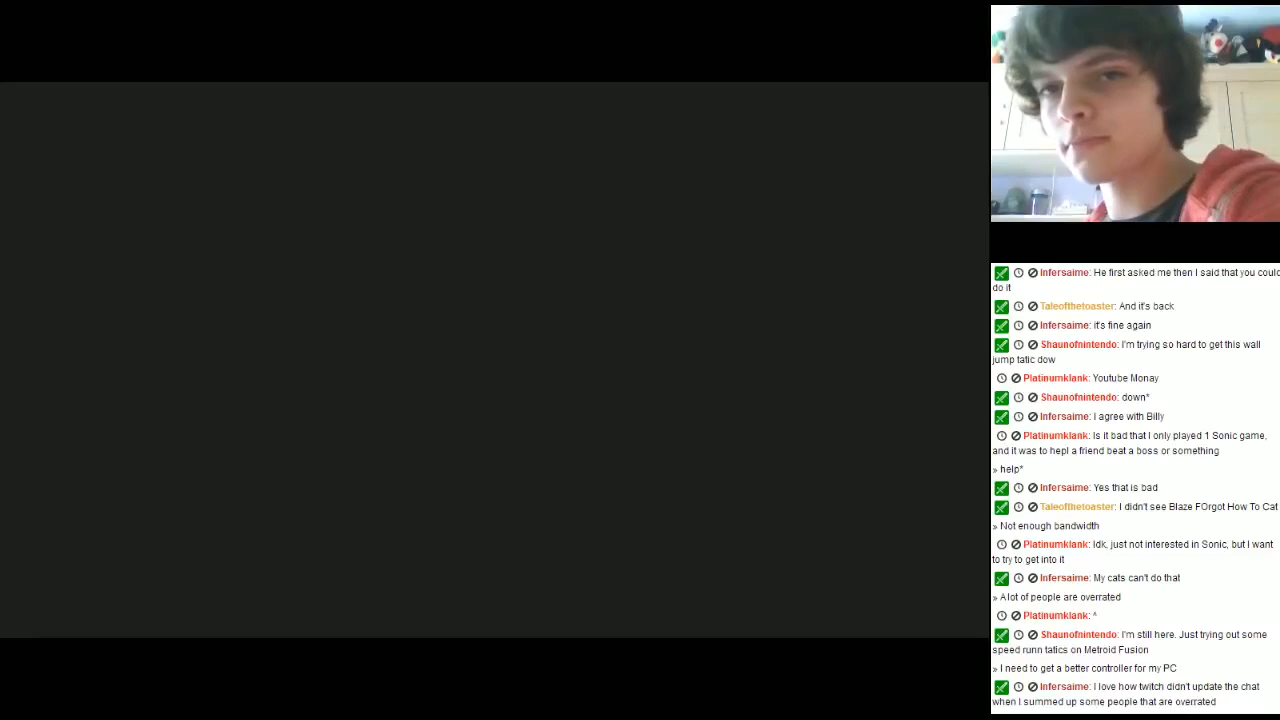 Infersaime: He first asked me then I said that you could
do it
Taleofthetoaster: And it's back
Infersaime: it's fine again
Shaunofnintendo: I'm trying so hard to get this wall
jump tatic dow
Platinumklank: Youtube Monay
Shaunofnintendo: down*
Infersaime: I agree with Billy
Platinumklank: Is it bad that I only played 1 Sonic game,
and it was to hepl a friend beat a boss or something
» help*
Infersaime: Yes that is bad
Taleofthetoaster: I didn't see Blaze FOrgot How To Cat
» Not enough bandwidth
Platinumklank: Idk, just not interested in Sonic, but I want
to try to get into it
Infersaime: My cats can't do that
» A lot of people are overrated
Platinumklank: ^
Shaunofnintendo: I'm still here. Just trying out some
speed runn tatics on Metroid Fusion
» I need to get a better controller for my PC
Infersaime: I love how twitch didn't update the chat
when I summed up some people that are overrated